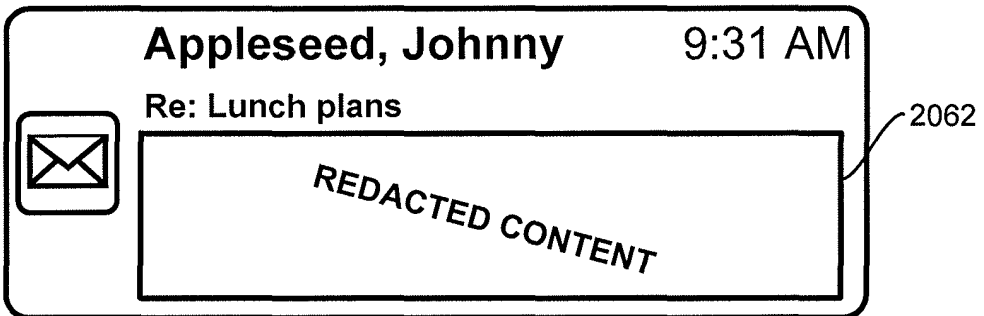 Appleseed, Johnny 9:31 AM
Re: Lunch plans
2062
REDACTED CONTENT